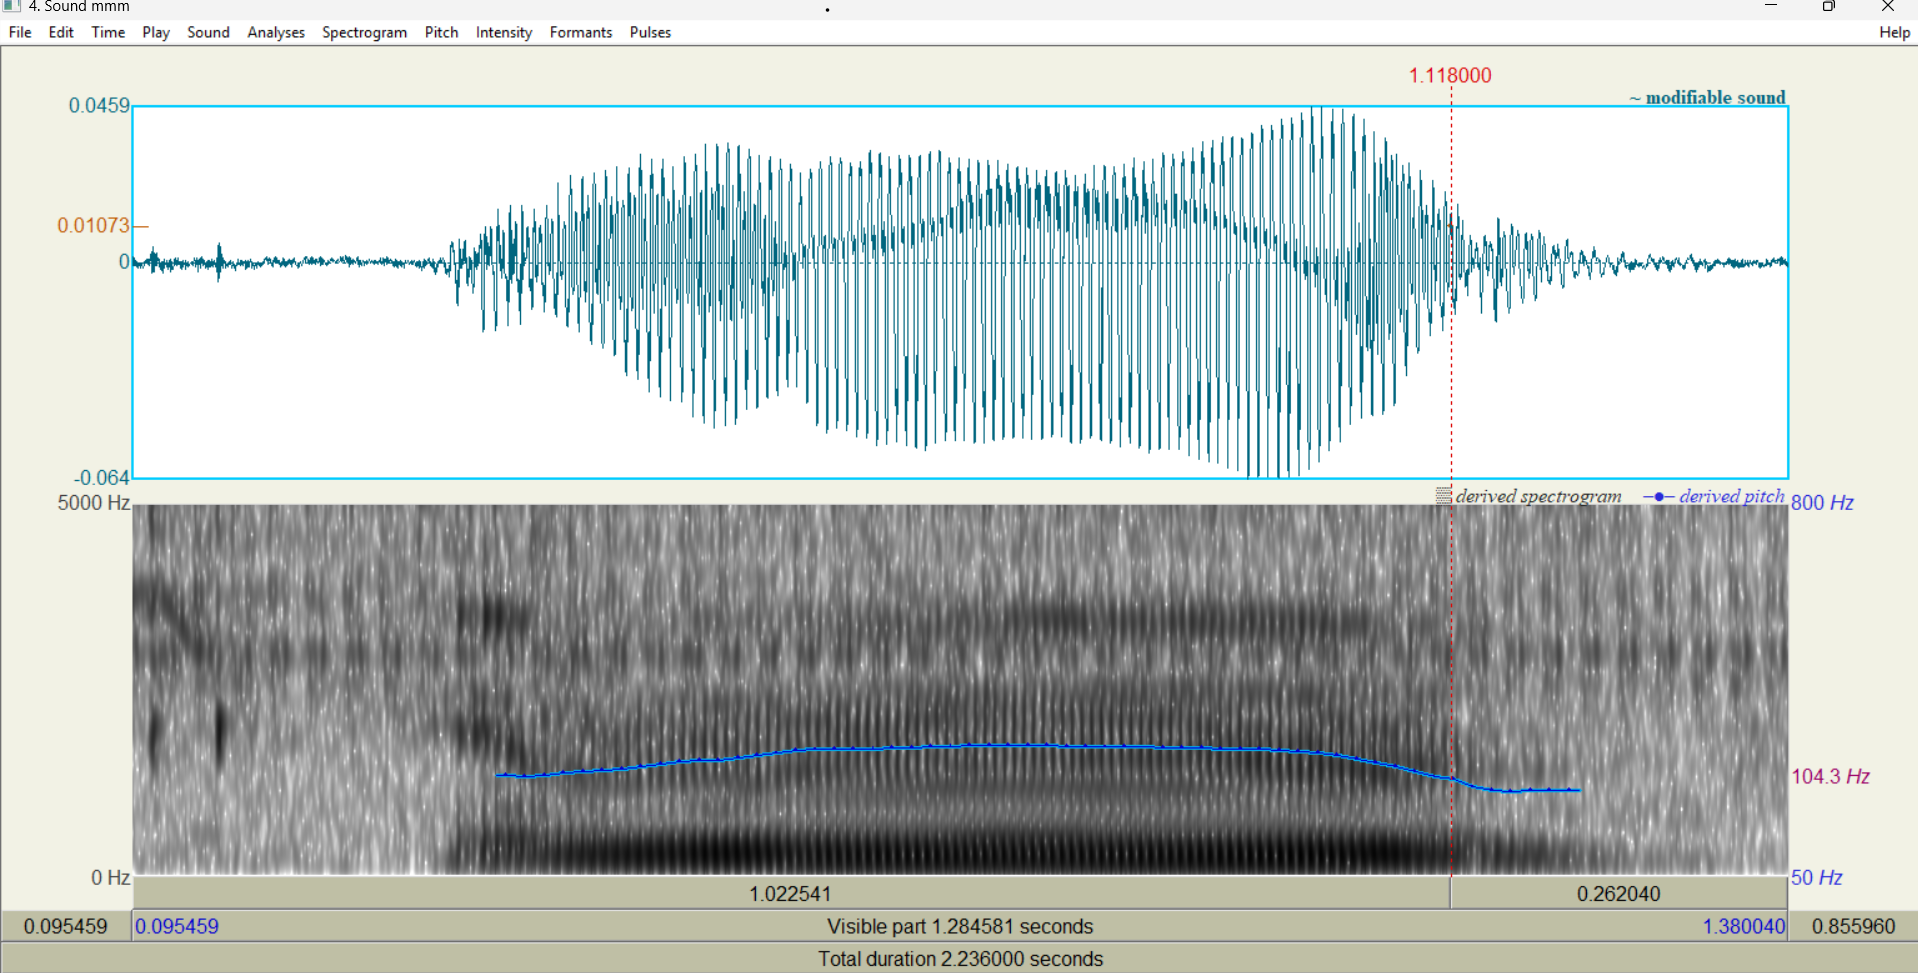 4. Sound mmm
File Edit Time Play Sound Analyses Spectrogram Pitch Intensity Formants Pulses Help
1.118000
0.0459
~ modifiable sound
0.01073
0
-0.064
5000 Hz
derived spectrogram
derived pitch
800 Hz
104.3 Hz
0 Hz
50 Hz
1.022541
0.262040
0.095459
0.095459
Visible part 1.284581 seconds
1.380040
0.855960
Total duration 2.236000 seconds